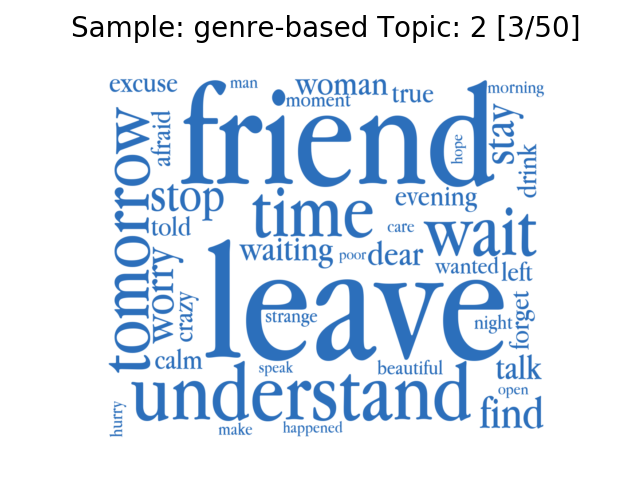 Sample: genre-based Topic: 2 [3/50]
excuse
man
woman
moment
true
morning
friend
tomorrow
afraid
hope
stay
drink
stop
time
evening
told
care
wait
waiting
poor
dear
wanted
left
worry
crazy
leave
strange
night
forget
calm
speak
beautiful
talk
understand
open
find
hurry
make
happened